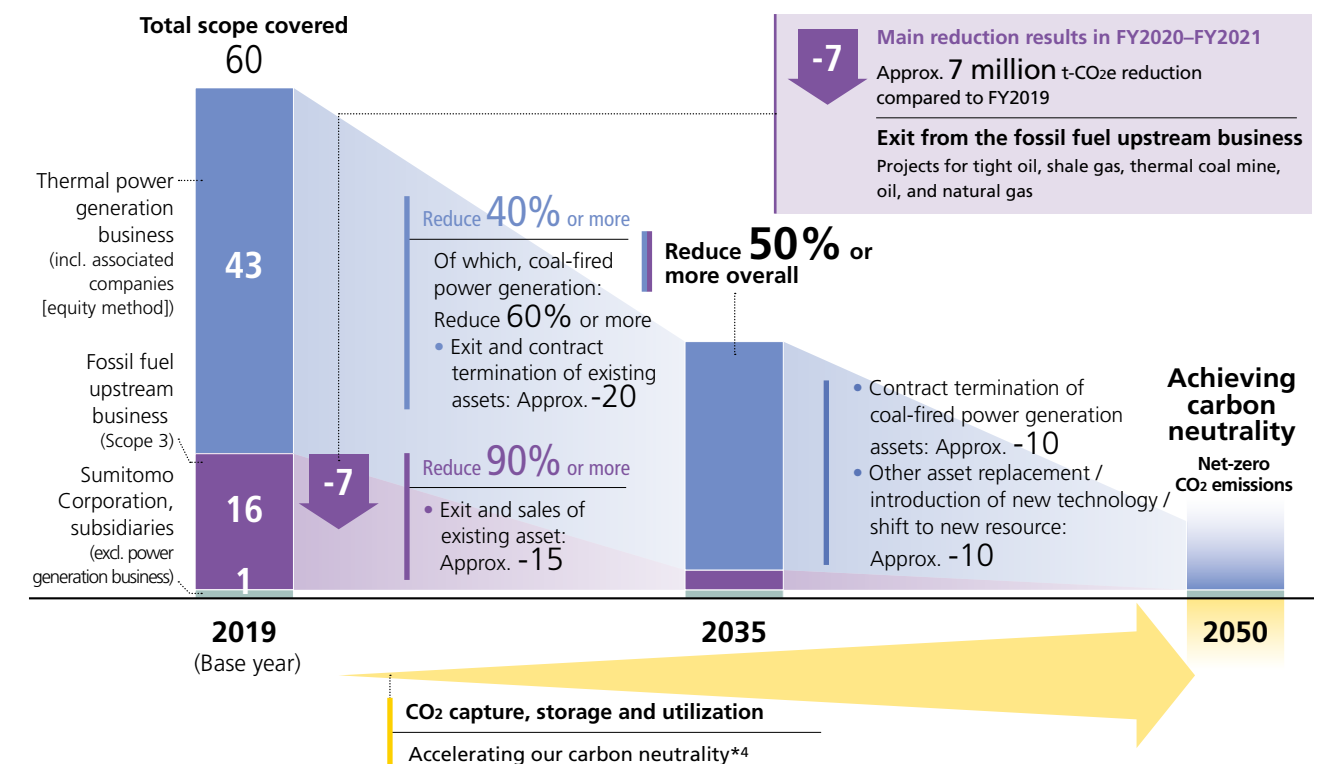 Total scope covered
60
Thermal power
generation
business
(incl. associated
companies
[equity method])
43
Fossil fuel
upstream
business
(Scope 3)
16
Sumitomo
Corporation,
subsidiaries
(excl. power
generation business)
1
-7
-7
Main reduction results in FY2020–FY2021
Approx. 7 million t-CO2e reduction
compared to FY2019
Exit from the fossil fuel upstream business
Projects for tight oil, shale gas, thermal coal mine,
oil, and natural gas
Reduce 40% or more
Of which, coal-fired
power generation:
Reduce 60% or more
• Exit and contract
termination of existing
assets: Approx. -20
Reduce 90% or more
• Exit and sales of
existing asset:
Approx. -15
Reduce 50% or
more overall
• Contract termination of
coal-fired power generation
assets: Approx. -10
• Other asset replacement /
introduction of new technology /
shift to new resource:
Approx. -10
Achieving
carbon
neutrality
Net-zero
CO2 emissions
2019
(Base year)
2035
2050
CO2 capture, storage and utilization
Accelerating our carbon neutrality*4